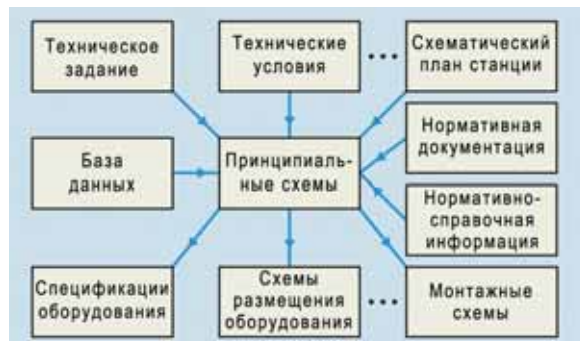 Техническое
задание
Технические
условия
...
Схематический
план станции
База
данных
Принципиаль-
ные схемы
Нормативная
документация
Нормативно-
справочная
информация
Спецификации
оборудования
Схемы
размещения
оборудования
...
Монтажные
схемы